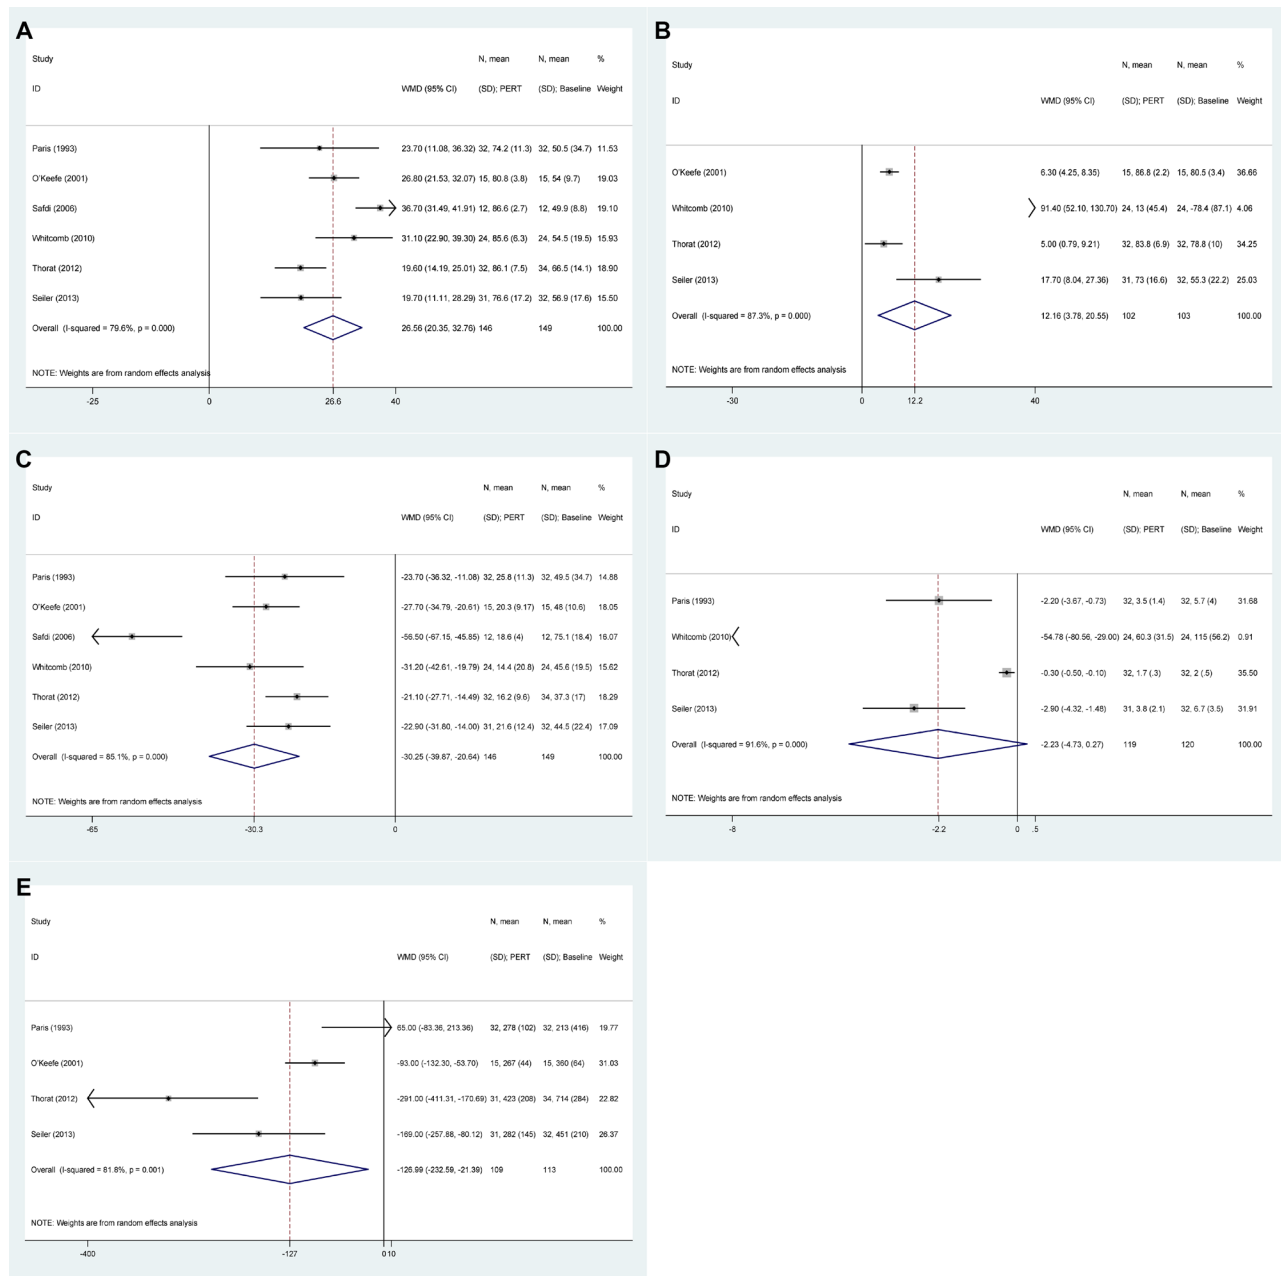 A
Study N, mean N, mean %
ID WMD (95% CI) (SD); PERT (SD); Baseline Weight
Paris (1993) 23.70 (11.08, 36.32) 32, 74.2 (11.3) 32, 50.5 (34.7) 11.53
O'Keefe (2001) 26.80 (21.53, 32.07) 15, 80.8 (3.8) 15, 54 (9.7) 19.03
Safdi (2006) 36.70 (31.49, 41.91) 12, 86.6 (2.7) 12, 49.9 (8.8) 19.10
Whitcomb (2010) 31.10 (22.90, 39.30) 24, 85.6 (6.3) 24, 54.5 (19.5) 15.93
Thorat (2012) 19.60 (14.19, 25.01) 32, 86.1 (7.5) 34, 66.5 (14.1) 18.90
Seiler (2013) 19.70 (11.11, 28.29) 31, 76.6 (17.2) 32, 56.9 (17.6) 15.50
Overall (I-squared = 79.6%, p = 0.000) 26.56 (20.35, 32.76) 146 149 100.00
NOTE: Weights are from random effects analysis
-25 0 26.6 40
B
Study N, mean N, mean %
ID WMD (95% CI) (SD); PERT (SD); Baseline Weight
O'Keefe (2001) 6.30 (4.25, 8.35) 15, 86.8 (2.2) 15, 80.5 (3.4) 36.66
Whitcomb (2010) 91.40 (52.10, 130.70) 24, 13 (45.4) 24, -78.4 (87.1) 4.06
Thorat (2012) 5.00 (0.79, 9.21) 32, 83.8 (6.9) 32, 78.8 (10) 34.25
Seiler (2013) 17.70 (8.04, 27.36) 31, 73 (16.6) 32, 55.3 (22.2) 25.03
Overall (I-squared = 87.3%, p = 0.000) 12.16 (3.78, 20.55) 102 103 100.00
NOTE: Weights are from random effects analysis
-30 0 12.2 40
C
Study N, mean N, mean %
ID WMD (95% CI) (SD); PERT (SD); Baseline Weight
Paris (1993) -23.70 (-36.32, -11.08) 32, 25.8 (11.3) 32, 49.5 (34.7) 14.88
O'Keefe (2001) -27.70 (-34.79, -20.61) 15, 20.3 (9.17) 15, 48 (10.6) 18.05
Safdi (2006) -56.50 (-67.15, -45.85) 12, 18.6 (4) 12, 75.1 (18.4) 16.07
Whitcomb (2010) -31.20 (-42.61, -19.79) 24, 14.4 (20.8) 24, 45.6 (19.5) 15.62
Thorat (2012) -21.10 (-27.71, -14.49) 32, 16.2 (9.6) 34, 37.3 (17) 18.29
Seiler (2013) -22.90 (-31.80, -14.00) 31, 21.6 (12.4) 32, 44.5 (22.4) 17.09
Overall (I-squared = 85.1%, p = 0.000) -30.25 (-39.87, -20.64) 146 149 100.00
NOTE: Weights are from random effects analysis
-65 -30.3 0
D
Study N, mean N, mean %
ID WMD (95% CI) (SD); PERT (SD); Baseline Weight
Paris (1993) -2.20 (-3.67, -0.73) 32, 3.5 (1.4) 32, 5.7 (4) 31.68
Whitcomb (2010) -54.78 (-80.56, -29.00) 24, 60.3 (31.5) 24, 115 (56.2) 0.91
Thorat (2012) -0.30 (-0.50, -0.10) 32, 1.7 (.3) 32, 2 (.5) 35.50
Seiler (2013) -2.90 (-4.32, -1.48) 31, 3.8 (2.1) 32, 6.7 (3.5) 31.91
Overall (I-squared = 91.6%, p = 0.000) -2.23 (-4.73, 0.27) 119 120 100.00
NOTE: Weights are from random effects analysis
-8 -2.2 0 .5
E
Study N, mean N, mean %
ID WMD (95% CI) (SD); PERT (SD); Baseline Weight
Paris (1993) 65.00 (-83.36, 213.36) 32, 278 (102) 32, 213 (416) 19.77
O'Keefe (2001) -93.00 (-132.30, -53.70) 15, 267 (44) 15, 360 (64) 31.03
Thorat (2012) -291.00 (-411.31, -170.69) 31, 423 (208) 34, 714 (284) 22.82
Seiler (2013) -169.00 (-257.88, -80.12) 31, 282 (145) 32, 451 (210) 26.37
Overall (I-squared = 81.8%, p = 0.001) -126.99 (-232.59, -21.39) 109 113 100.00
NOTE: Weights are from random effects analysis
-400 -127 0 10